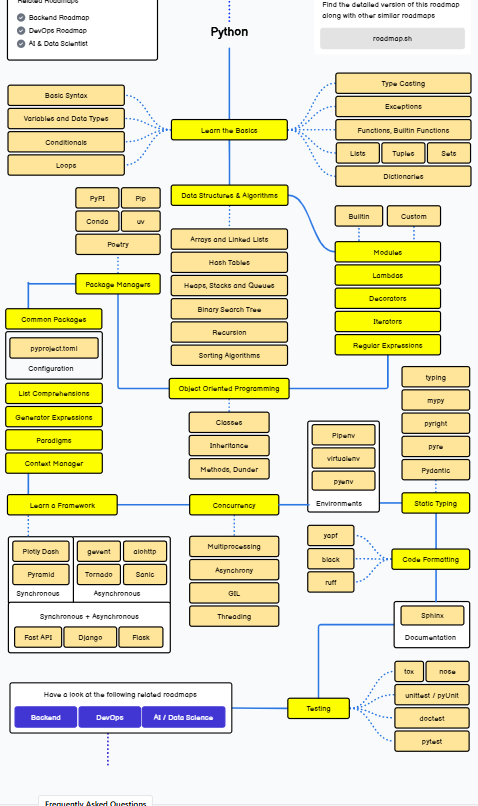 Related Roadmaps
Backend Roadmap
DevOps Roadmap
AI & Data Scientist
Find the detailed version of this roadmap
along with other similar roadmaps
roadmap.sh
Python
Basic Syntax
Variables and Data Types
Conditionals
Loops
Learn the Basics
Type Casting
Exceptions
Functions, Builtin Functions
Lists
Tuples
Sets
Dictionaries
PyPI
Pip
Conda
uv
Poetry
Data Structures & Algorithms
Builtin
Custom
Arrays and Linked Lists
Hash Tables
Heaps, Stacks and Queues
Binary Search Tree
Recursion
Sorting Algorithms
Modules
Lambdas
Decorators
Iterators
Regular Expressions
Package Managers
Common Packages
pyproject.toml
Configuration
List Comprehensions
Generator Expressions
Paradigms
Context Manager
Object Oriented Programming
Classes
Inheritance
Methods, Dunder
typing
mypy
pyright
pyre
Pydantic
Pipenv
virtualenv
pyenv
Environments
Learn a Framework
Concurrency
Static Typing
Plotly Dash
Pyramid
Synchronous
gevent
aiohttp
Tornado
Sanic
Asynchronous
Synchronous + Asynchronous
Fast API
Django
Flask
Multiprocessing
Asynchrony
GIL
Threading
yapf
black
ruff
Code Formatting
Sphinx
Documentation
tox
nose
unittest / pyUnit
doctest
pytest
Testing
Have a look at the following related roadmaps
Backend
DevOps
AI / Data Science
Frequently Asked Questions